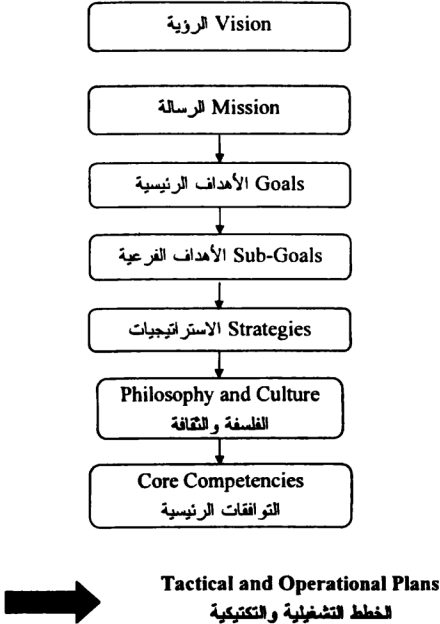 الرؤية Vision
الرسالة Mission
الأهداف الرئيسية Goals
الأهداف الفرعية Sub-Goals
الاستراتيجيات Strategies
Philosophy and Culture
الفلسفة والثقافة
Core Competencies
التوافقات الرئيسية
Tactical and Operational Plans
الخطط التشغيلية والتكتيكية